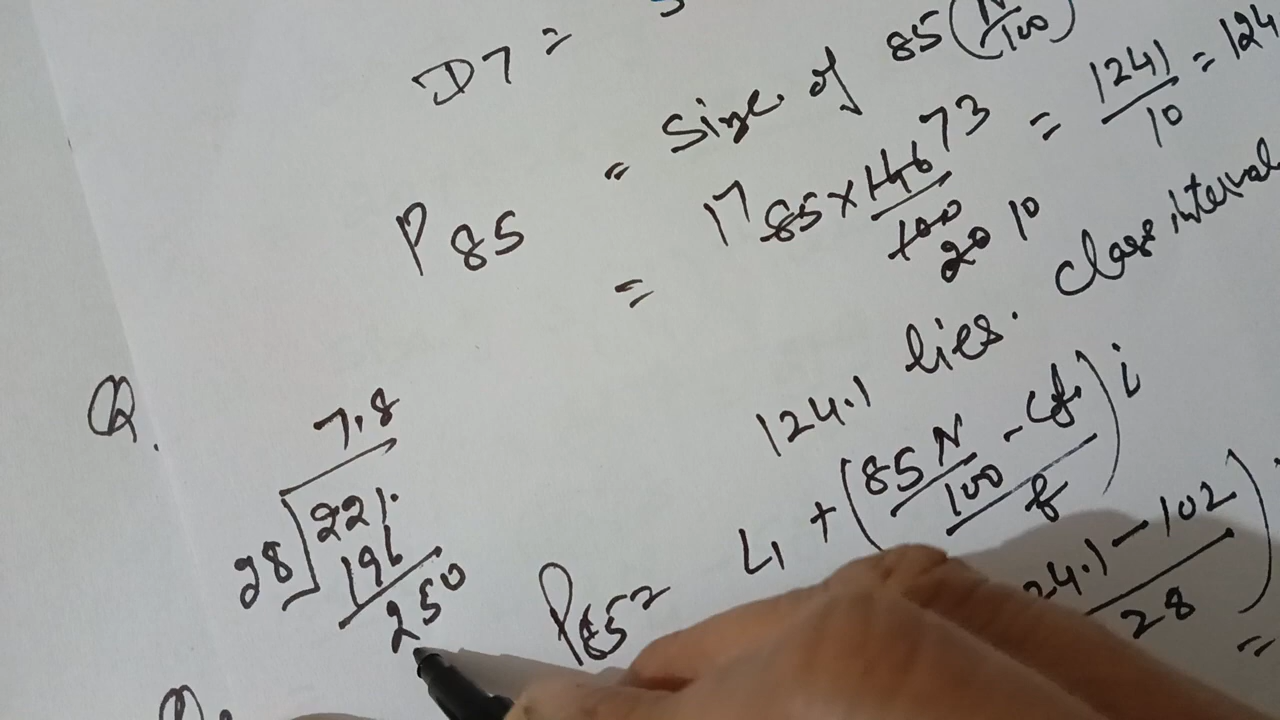 D7 =
P85 = Size of 85(N/100)
= 17 85 × 146 73 / 100 20 10 = 1241/10 = 124
124.1 lies. class interval
P85 = L1 + (85N/100 - Cf. / f) i
24.1 - 102 / 28 =
Q.
7.8
28 221.
196
250